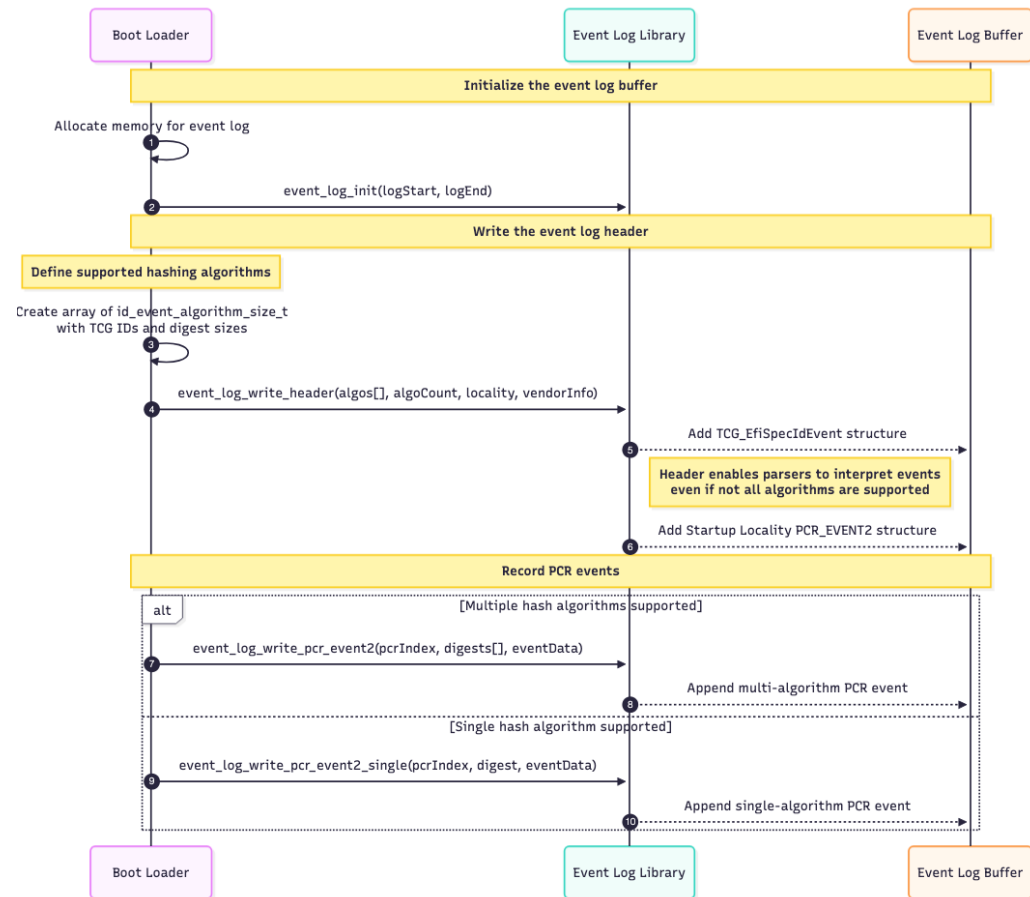 Boot Loader
Event Log Library
Event Log Buffer
Initialize the event log buffer
Allocate memory for event log
1
event_log_init(logStart, logEnd)
2
Write the event log header
Define supported hashing algorithms
Create array of id_event_algorithm_size_t
with TCG IDs and digest sizes
3
event_log_write_header(algos[], algoCount, locality, vendorInfo)
4
Add TCG_EfiSpecIdEvent structure
5
Header enables parsers to interpret events
even if not all algorithms are supported
Add Startup Locality PCR_EVENT2 structure
6
Record PCR events
alt
[Multiple hash algorithms supported]
event_log_write_pcr_event2(pcrIndex, digests[], eventData)
7
Append multi-algorithm PCR event
8
[Single hash algorithm supported]
event_log_write_pcr_event2_single(pcrIndex, digest, eventData)
9
Append single-algorithm PCR event
10
Boot Loader
Event Log Library
Event Log Buffer